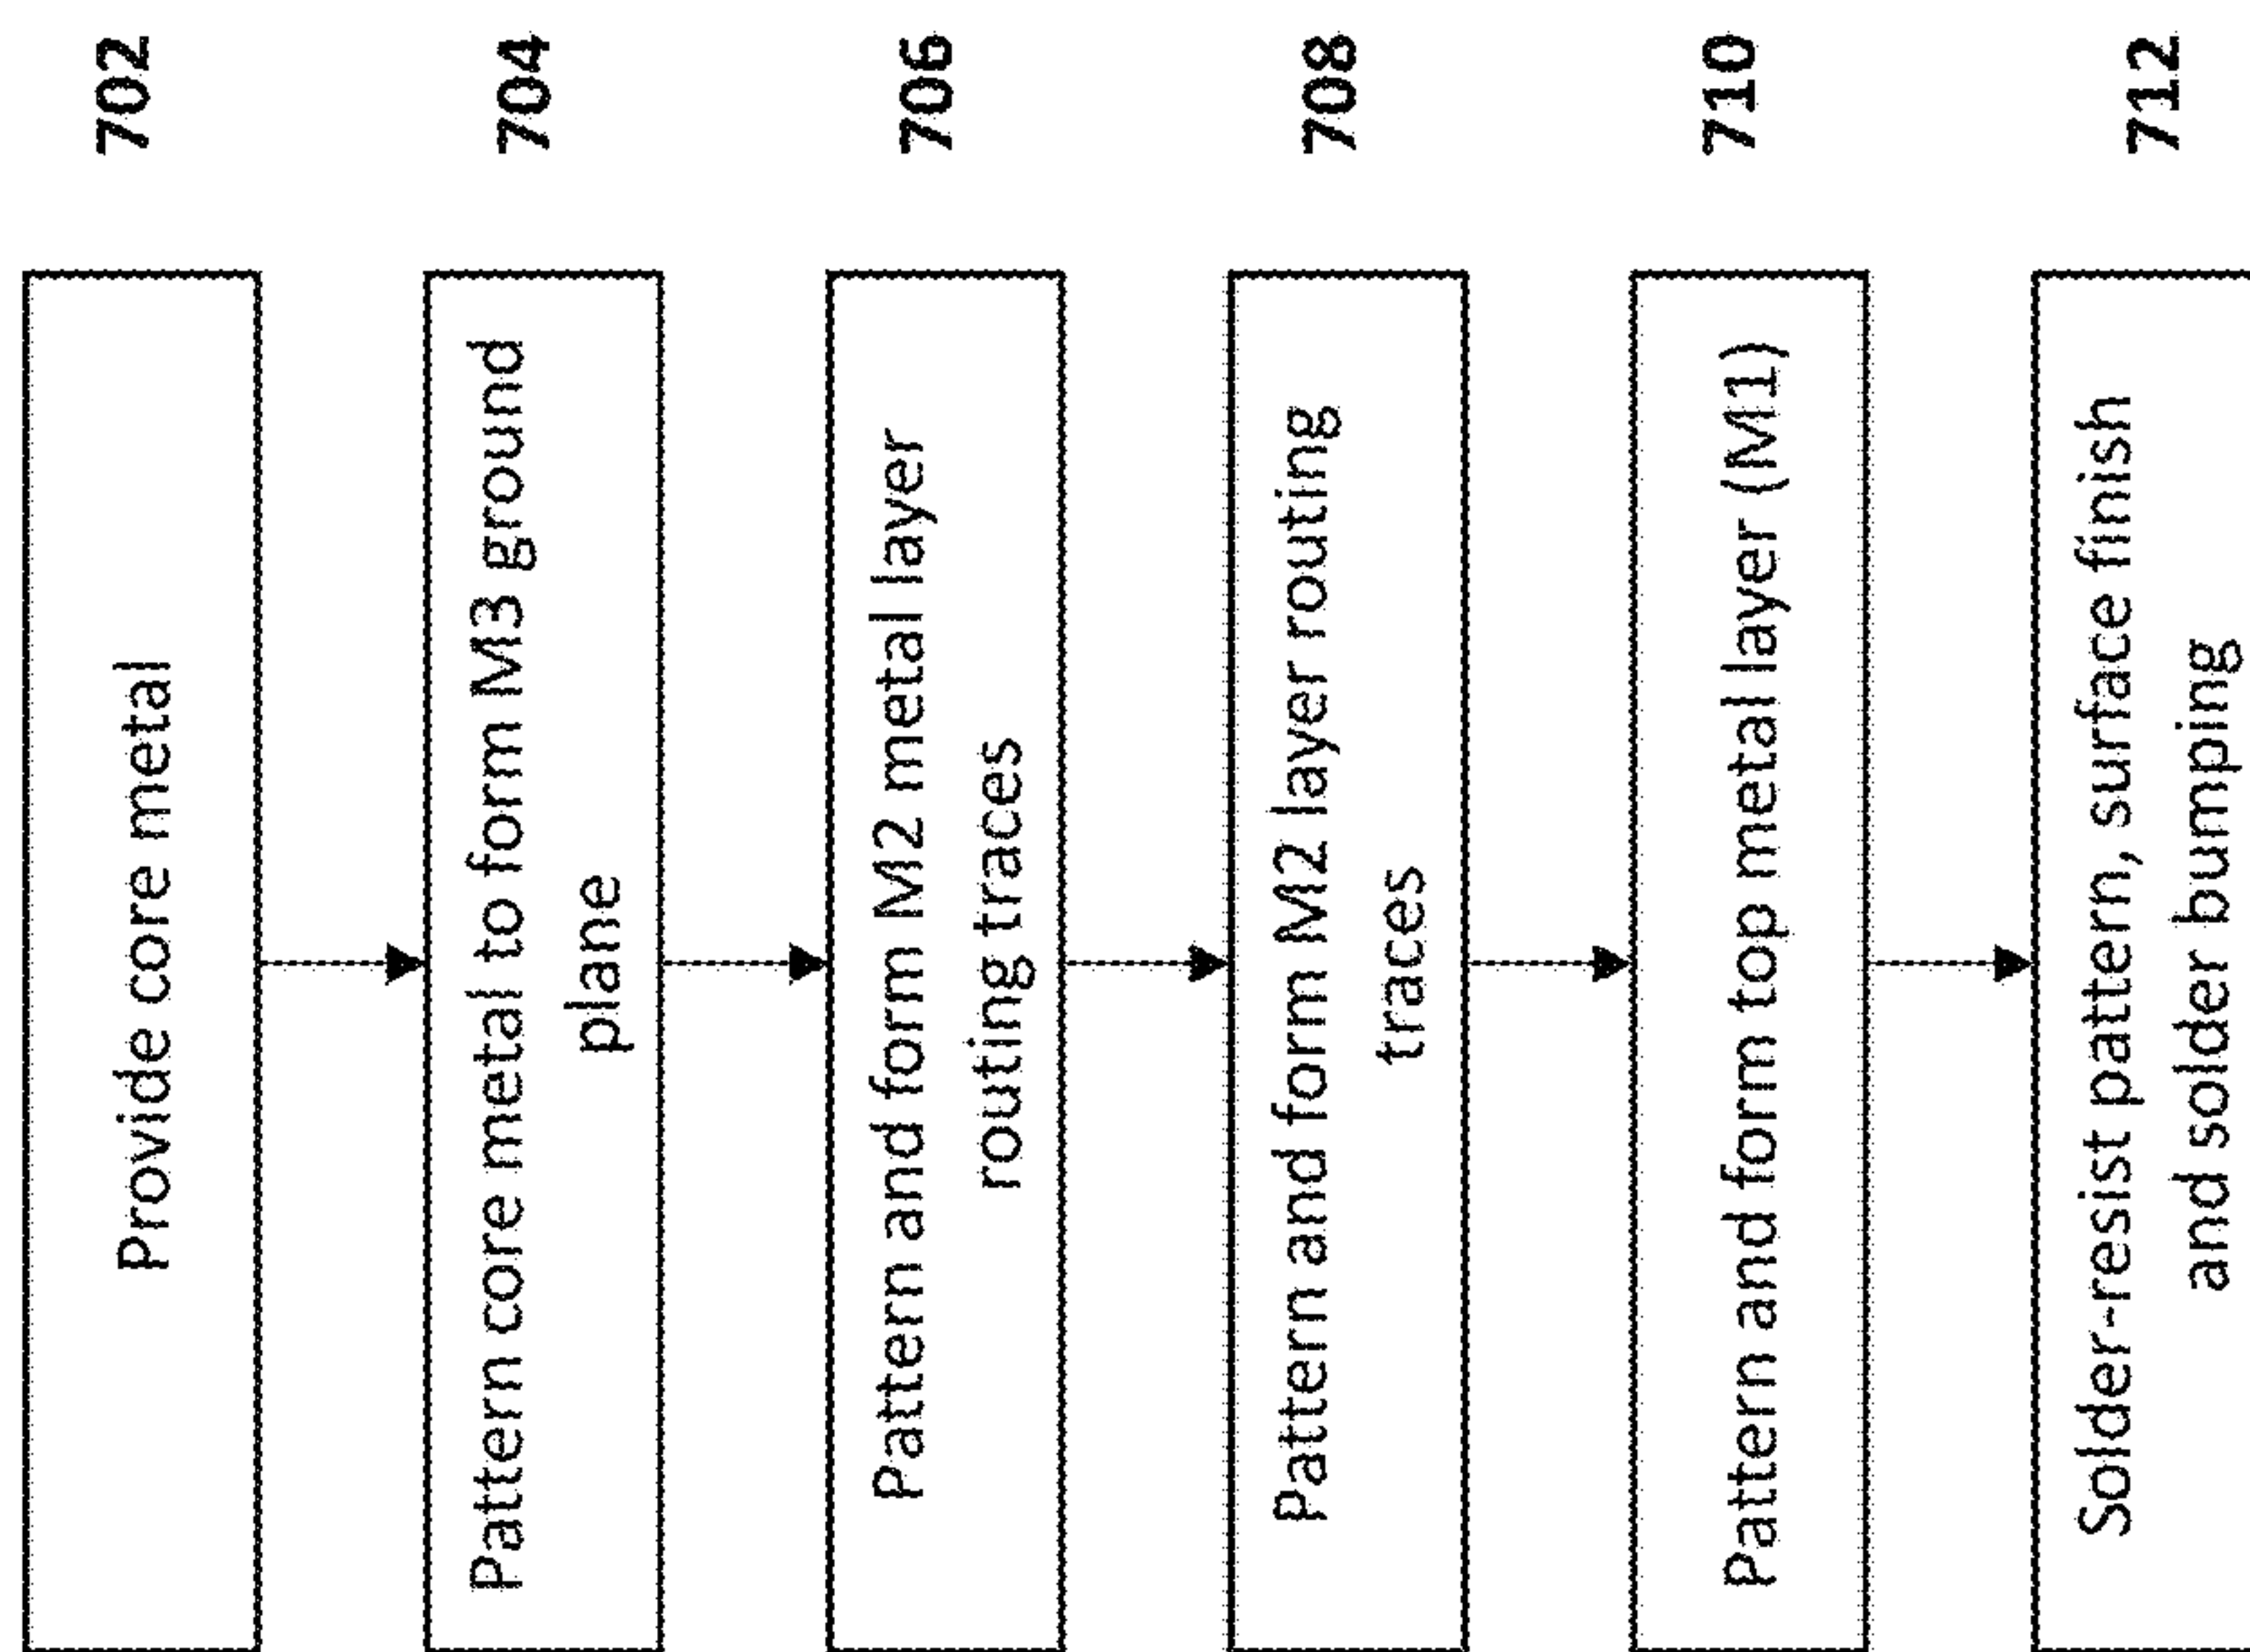 Provide core metal
702
Pattern core metal to form M3 ground
plane
704
Pattern and form M2 metal layer
routing traces
706
Pattern and form M2 layer routing
traces
708
Pattern and form top metal layer (M1)
710
Solder-resist pattern, surface finish
and solder bumping
712